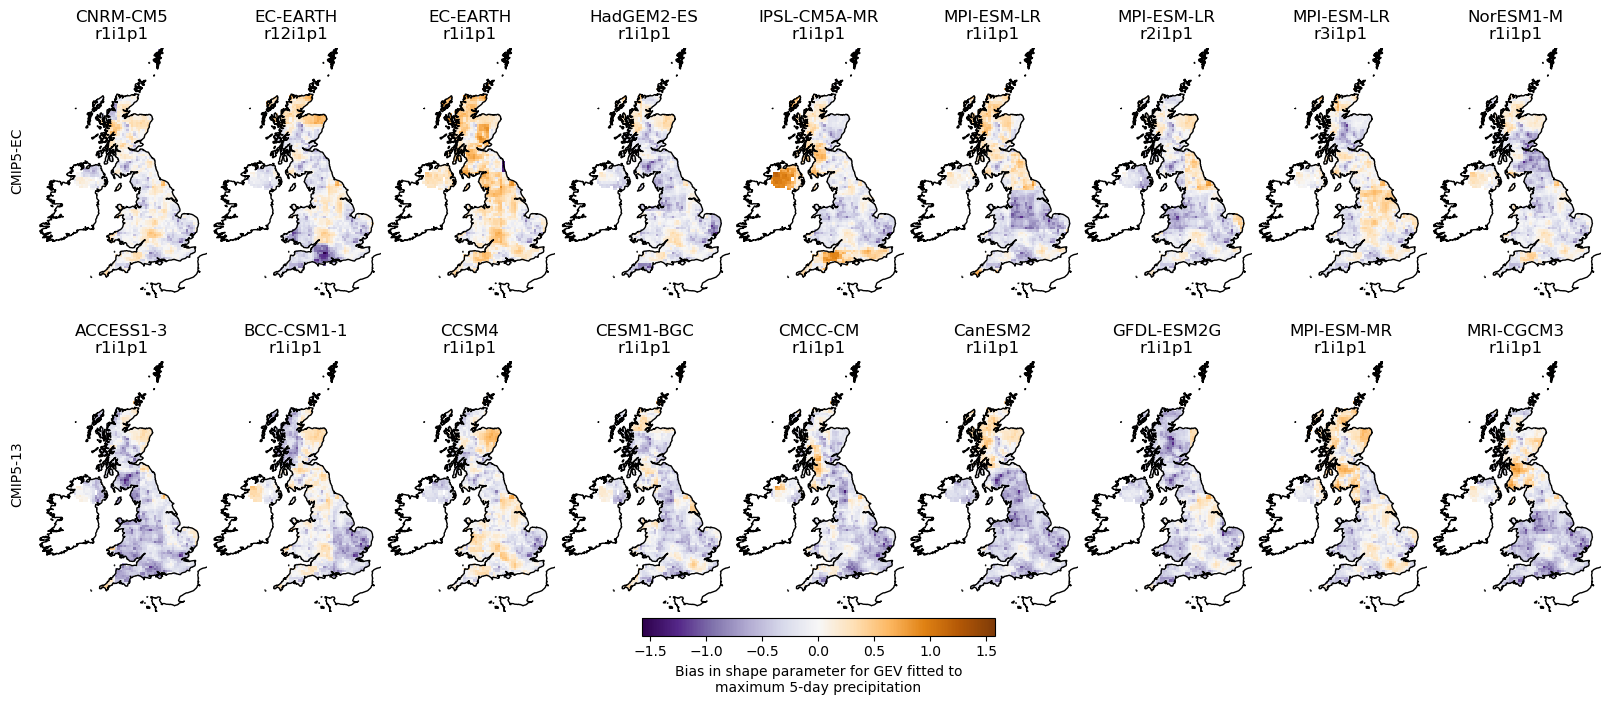 CNRM-CM5
r1i1p1
EC-EARTH
r12i1p1
EC-EARTH
r1i1p1
HadGEM2-ES
r1i1p1
IPSL-CM5A-MR
r1i1p1
MPI-ESM-LR
r1i1p1
MPI-ESM-LR
r2i1p1
MPI-ESM-LR
r3i1p1
NorESM1-M
r1i1p1
CMIP5-EC
ACCESS1-3
r1i1p1
BCC-CSM1-1
r1i1p1
CCSM4
r1i1p1
CESM1-BGC
r1i1p1
CMCC-CM
r1i1p1
CanESM2
r1i1p1
GFDL-ESM2G
r1i1p1
MPI-ESM-MR
r1i1p1
MRI-CGCM3
r1i1p1
CMIP5-13
−1.5 −1.0 −0.5 0.0 0.5 1.0 1.5
Bias in shape parameter for GEV fitted to
maximum 5-day precipitation